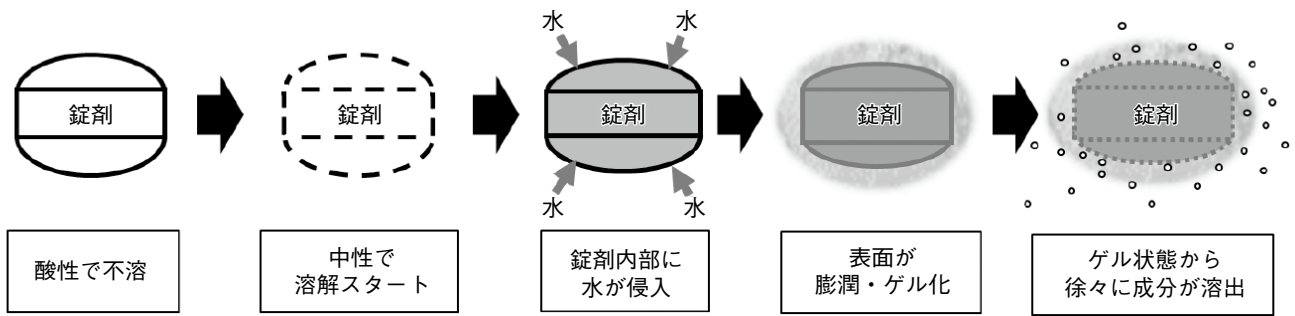 水 水
錠剤 錠剤 錠剤 錠剤 錠剤
水 水
酸性で不溶
中性で
溶解スタート
錠剤内部に
水が侵入
表面が
膨潤・ゲル化
ゲル状態から
徐々に成分が溶出